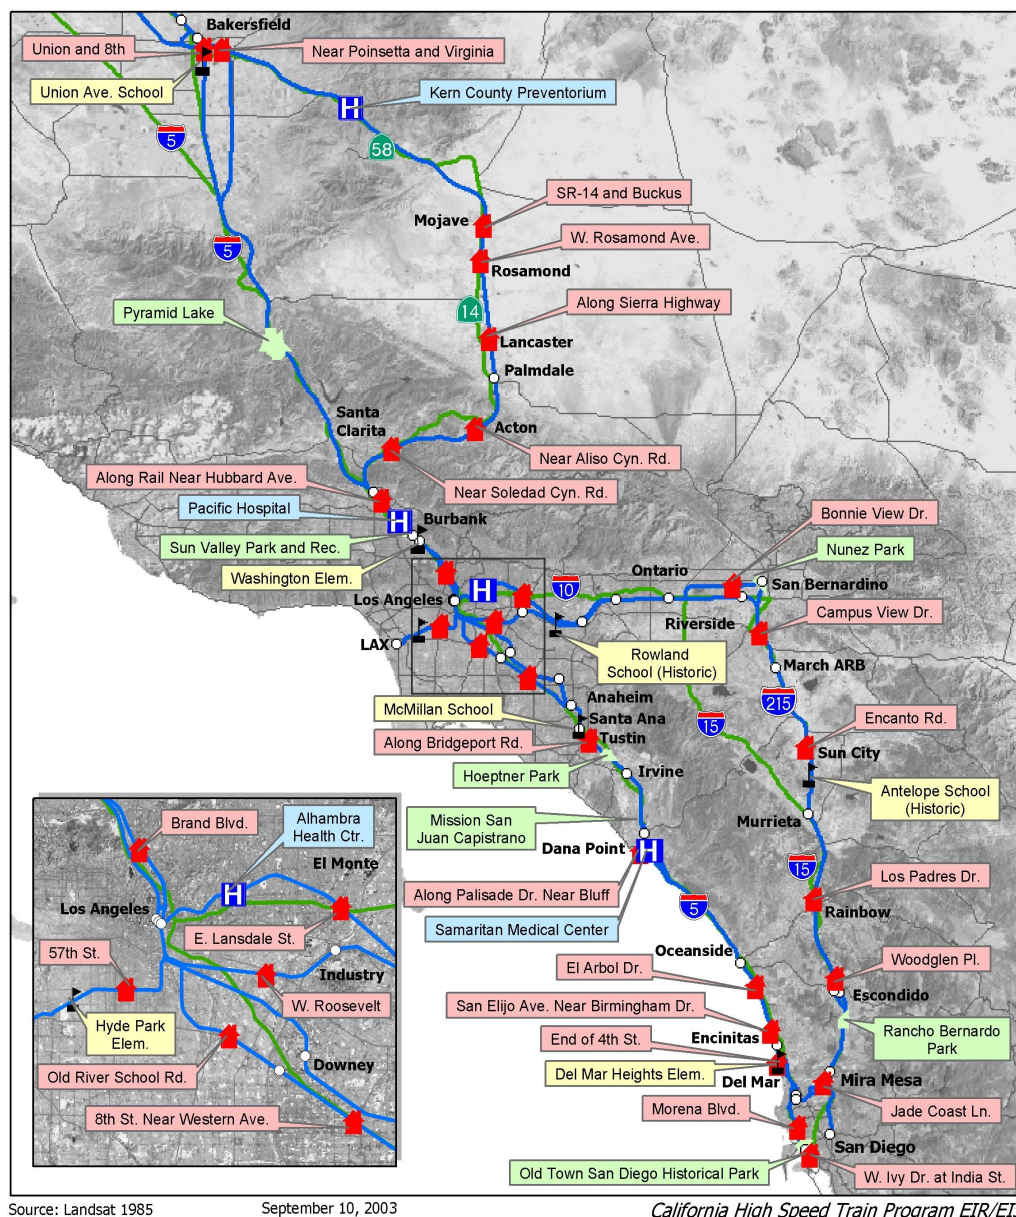 Bakersfield
Union and 8th
Near Poinsetta and Virginia
Union Ave. School
Kern County Preventorium
5
58
SR-14 and Buckus
Mojave
W. Rosamond Ave.
5
Rosamond
Along Sierra Highway
Pyramid Lake
14
Lancaster
Palmdale
Santa
Clarita
Acton
Near Aliso Cyn. Rd.
Along Rail Near Hubbard Ave.
Near Soledad Cyn. Rd.
Pacific Hospital
Burbank
Bonnie View Dr.
Sun Valley Park and Rec.
Nunez Park
Washington Elem.
Ontario
San Bernardino
10
Los Angeles
Campus View Dr.
Riverside
LAX
Rowland
School (Historic)
March ARB
Anaheim
McMillan School
215
Santa Ana
15
Encanto Rd.
Along Bridgeport Rd.
Tustin
Sun City
Hoeptner Park
Irvine
Antelope School
(Historic)
Mission San
Juan Capistrano
Murrieta
Dana Point
H
15
Los Padres Dr.
Along Palisade Dr. Near Bluff
5
Rainbow
Samaritan Medical Center
Oceanside
Woodglen Pl.
El Arbol Dr.
Escondido
San Elijo Ave. Near Birmingham Dr.
Rancho Bernardo
Park
End of 4th St.
Encinitas
Del Mar Heights Elem.
Del Mar
Mira Mesa
Morena Blvd.
Jade Coast Ln.
San Diego
Old Town San Diego Historical Park
W. Ivy Dr. at India St.
H
H
H
Brand Blvd.
Alhambra
Health Ctr.
El Monte
H
Los Angeles
E. Lansdale St.
57th St.
Industry
W. Roosevelt
Hyde Park
Elem.
Downey
Old River School Rd.
8th St. Near Western Ave.
Source: Landsat 1985
September 10, 2003
California High Speed Train Program EIR/EIS